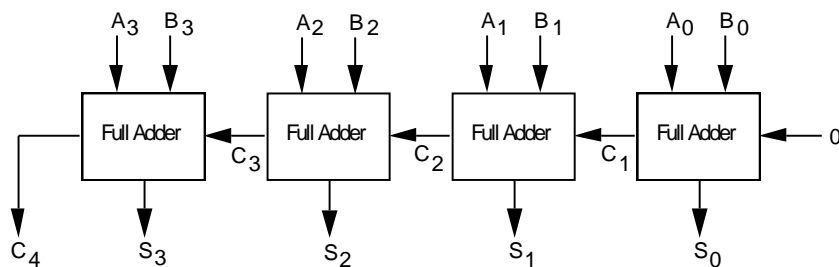 A3 B3 A2 B2 A1 B1 A0 B0
Full Adder Full Adder Full Adder Full Adder 0
C3 C2 C1
C4 S3 S2 S1 S0